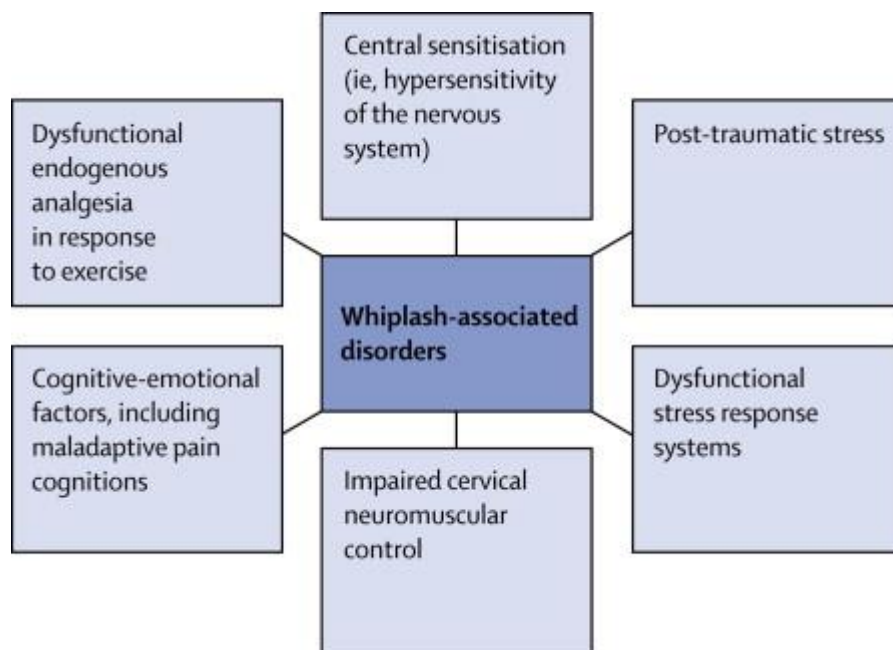 Central sensitisation
(ie, hypersensitivity
of the nervous
system)
Dysfunctional
endogenous
analgesia
in response
to exercise
Post-traumatic stress
Whiplash-associated
disorders
Cognitive-emotional
factors, including
maladaptive pain
cognitions
Impaired cervical
neuromuscular
control
Dysfunctional
stress response
systems